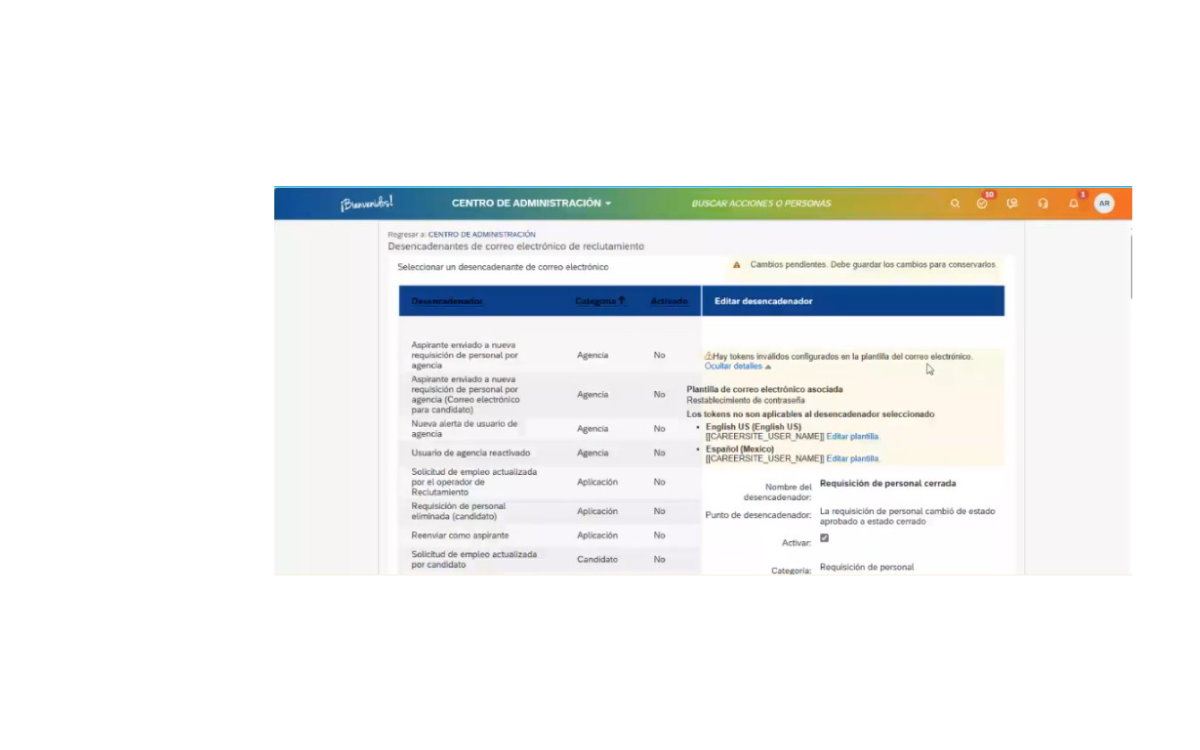 ¡Bienvenidos!
CENTRO DE ADMINISTRACIÓN
BUSCAR ACCIONES O PERSONAS
10
3
AR
Regresar a: CENTRO DE ADMINISTRACIÓN
Desencadenantes de correo electrónico de reclutamiento
Seleccionar un desencadenante de correo electrónico
Cambios pendientes. Debe guardar los cambios para conservarlos.
Desencadenador
Categoría
Activado
Editar desencadenador
Aspirante enviado a nueva
requisición de personal por
agencia
Agencia
No
Aspirante enviado a nueva
requisición de personal por
agencia (Correo electrónico
para candidato)
Agencia
No
Nueva alerta de usuario de
agencia
Agencia
No
Usuario de agencia reactivado
Agencia
No
Solicitud de empleo actualizada
por el operador de
Reclutamiento
Aplicación
No
Requisición de personal
eliminada (candidato)
Aplicación
No
Reenviar como aspirante
Aplicación
No
Solicitud de empleo actualizada
por candidato
Candidato
No
Hay tokens inválidos configurados en la plantilla del correo electrónico.
Ocultar detalles
Plantilla de correo electrónico asociada
Restablecimiento de contraseña
Los tokens no son aplicables al desencadenador seleccionado
• English US (English US)
[[CAREERSITE_USER_NAME]] Editar plantilla
• Español (Mexico)
[[CAREERSITE_USER_NAME]] Editar plantilla
Nombre del
desencadenador:
Requisición de personal cerrada
Punto de desencadenador:
La requisición de personal cambió de estado
aprobado a estado cerrado
Activar:
Categoría:
Requisición de personal